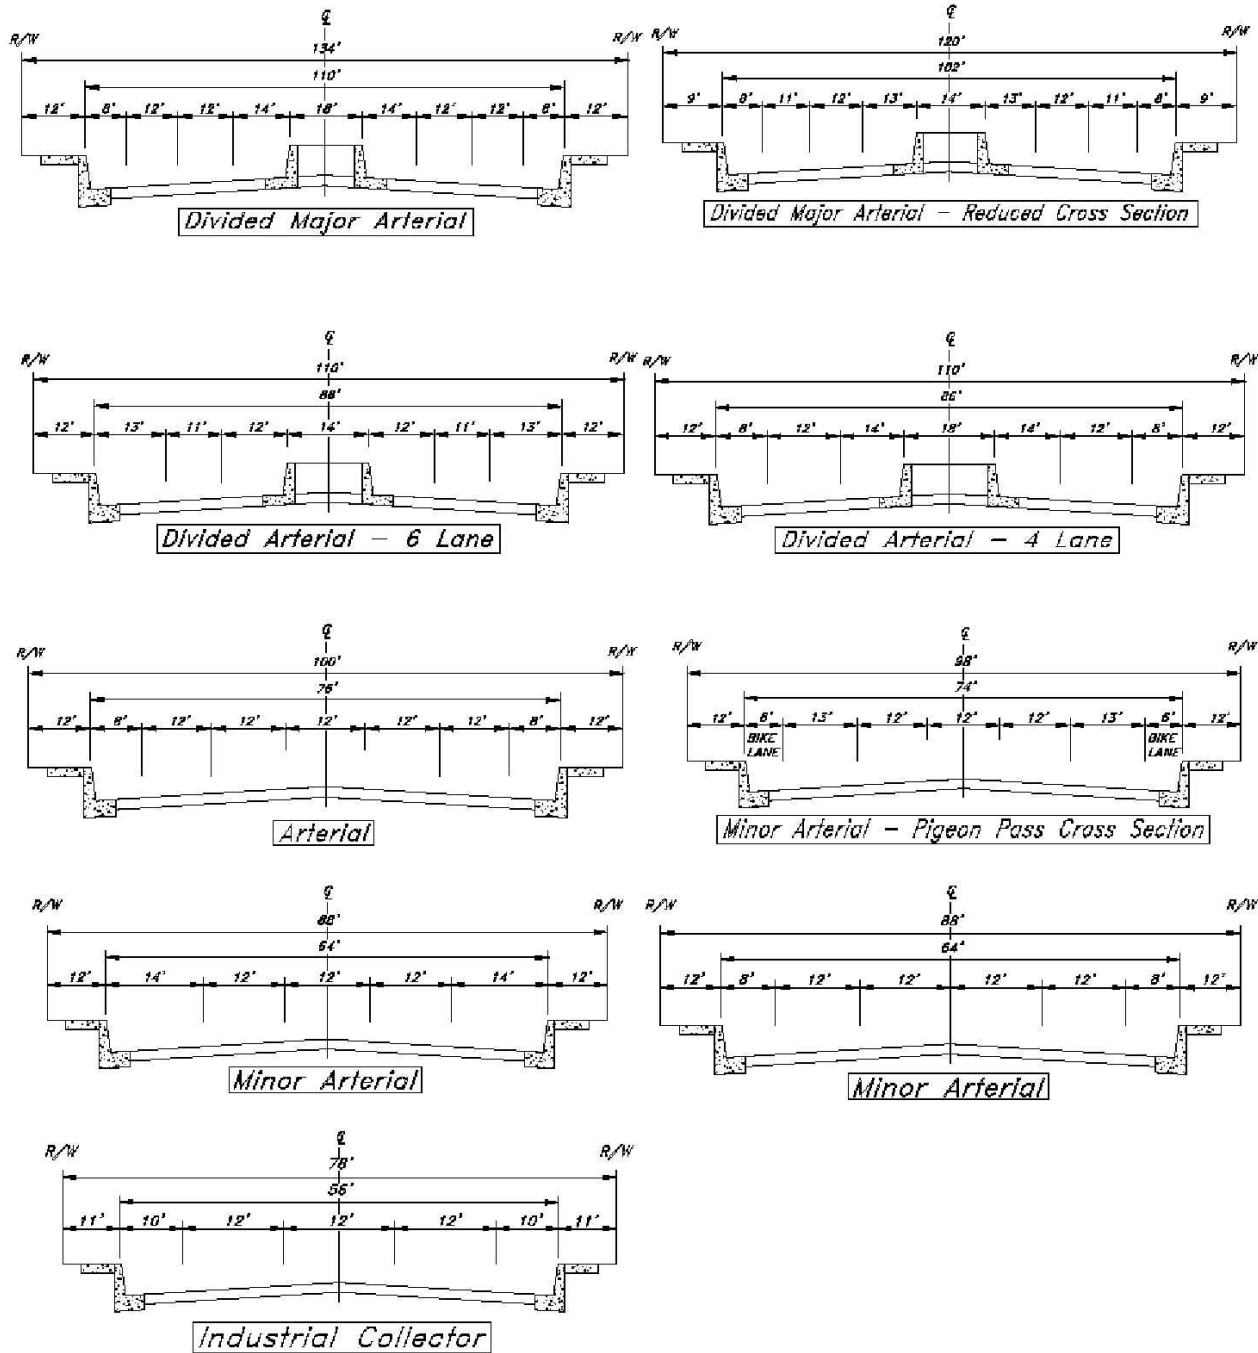 ℄ ℄
R/W R/W R/W R/W
134' 120'
110' 102'
12' 8' 12' 12' 14' 18' 14' 12' 12' 8' 12' 9' 8' 11' 12' 13' 14' 13' 12' 11' 8' 9'
Divided Major Arterial Divided Major Arterial - Reduced Cross Section
℄ ℄
R/W R/W R/W R/W
110' 110'
86' 86'
12' 13' 11' 12' 14' 12' 11' 13' 12' 12' 8' 12' 14' 18' 14' 12' 8' 12'
Divided Arterial - 6 Lane Divided Arterial - 4 Lane
℄ ℄
R/W R/W R/W R/W
100' 98'
76' 74'
12' 8' 12' 12' 12' 12' 12' 8' 12' 12' 6' 13' 12' 12' 12' 13' 6' 12'
BIKE LANE BIKE LANE
Arterial Minor Arterial - Pigeon Pass Cross Section
℄ ℄
R/W R/W R/W R/W
88' 88'
64' 64'
12' 14' 12' 12' 12' 14' 12' 12' 8' 12' 12' 12' 12' 8' 12'
Minor Arterial Minor Arterial
℄
R/W R/W
78'
56'
11' 10' 12' 12' 12' 10' 11'
Industrial Collector